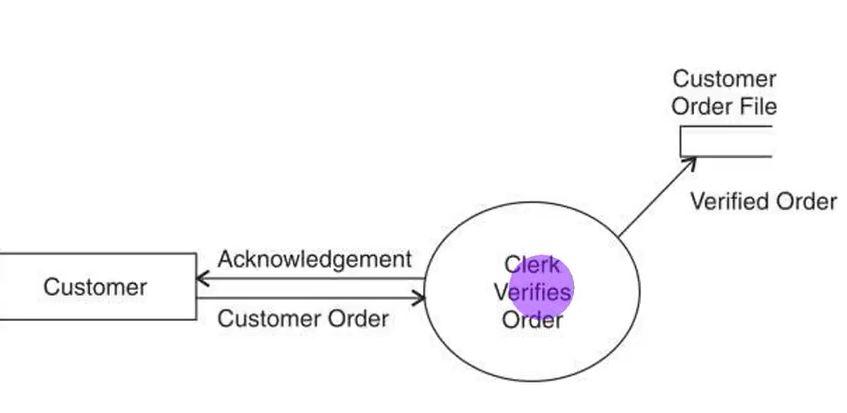 Customer
Order File
Verified Order
Acknowledgement
Customer
Customer Order
Clerk
Verifies
Order